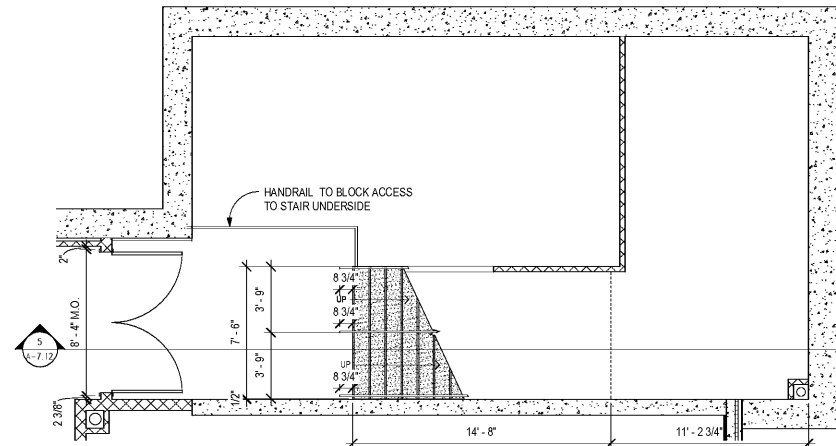 HANDRAIL TO BLOCK ACCESS
TO STAIR UNDERSIDE
2"
8' - 4" M.O.
2 3/8"
5
A-7.12
7' - 6"
3' - 9"
3' - 9"
1/2"
8 3/4"
UP
8 3/4"
UP
8 3/4"
14' - 8"
11' - 2 3/4"